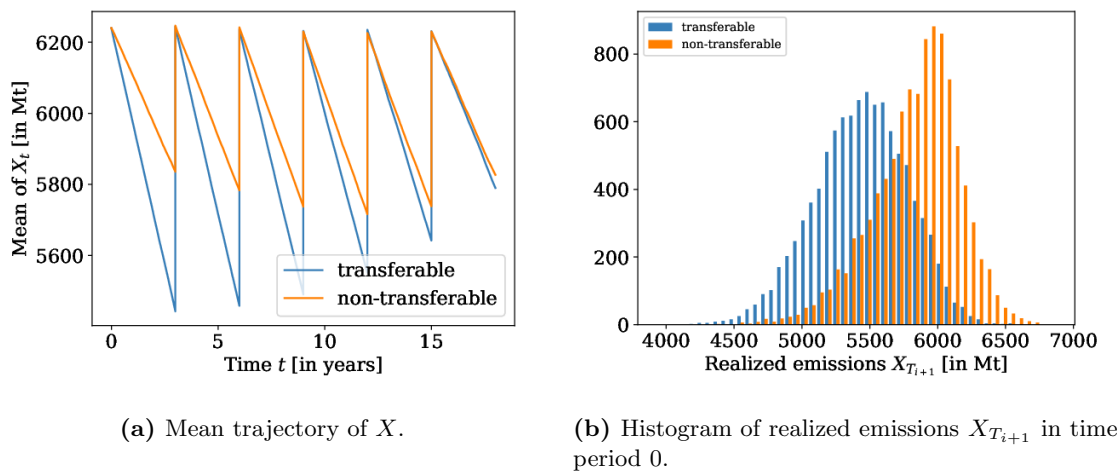 6200
6000
5800
5600
Mean of X_t [in Mt]
transferable
non-transferable
0 5 10 15
Time t [in years]
transferable
non-transferable
800
600
400
200
0
4000 4500 5000 5500 6000 6500 7000
Realized emissions X_{T_{i+1}} [in Mt]
(a) Mean trajectory of X.
(b) Histogram of realized emissions X_{T_{i+1}} in time
period 0.